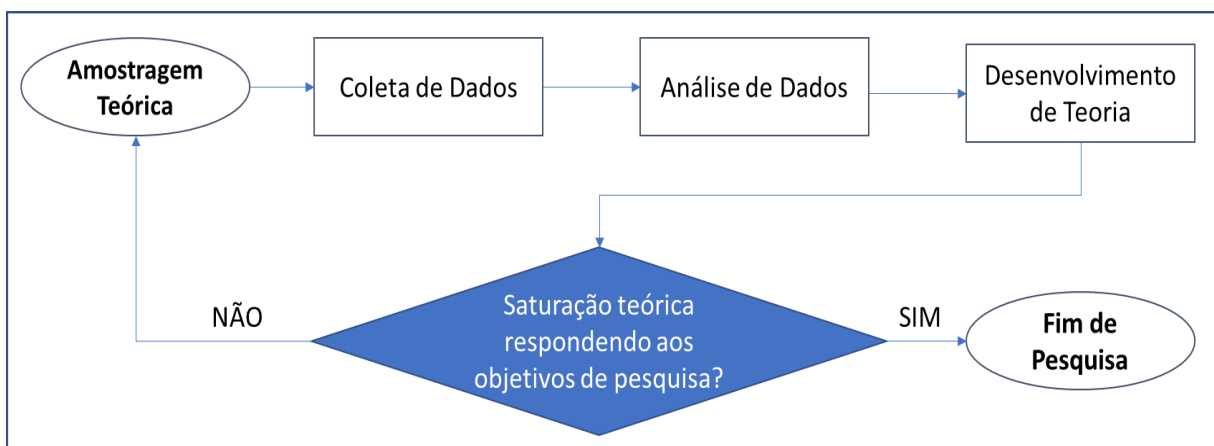 Amostragem
Teórica
Coleta de Dados
Análise de Dados
Desenvolvimento
de Teoria
Saturação teórica
respondendo aos
objetivos de pesquisa?
NÃO
SIM
Fim de
Pesquisa